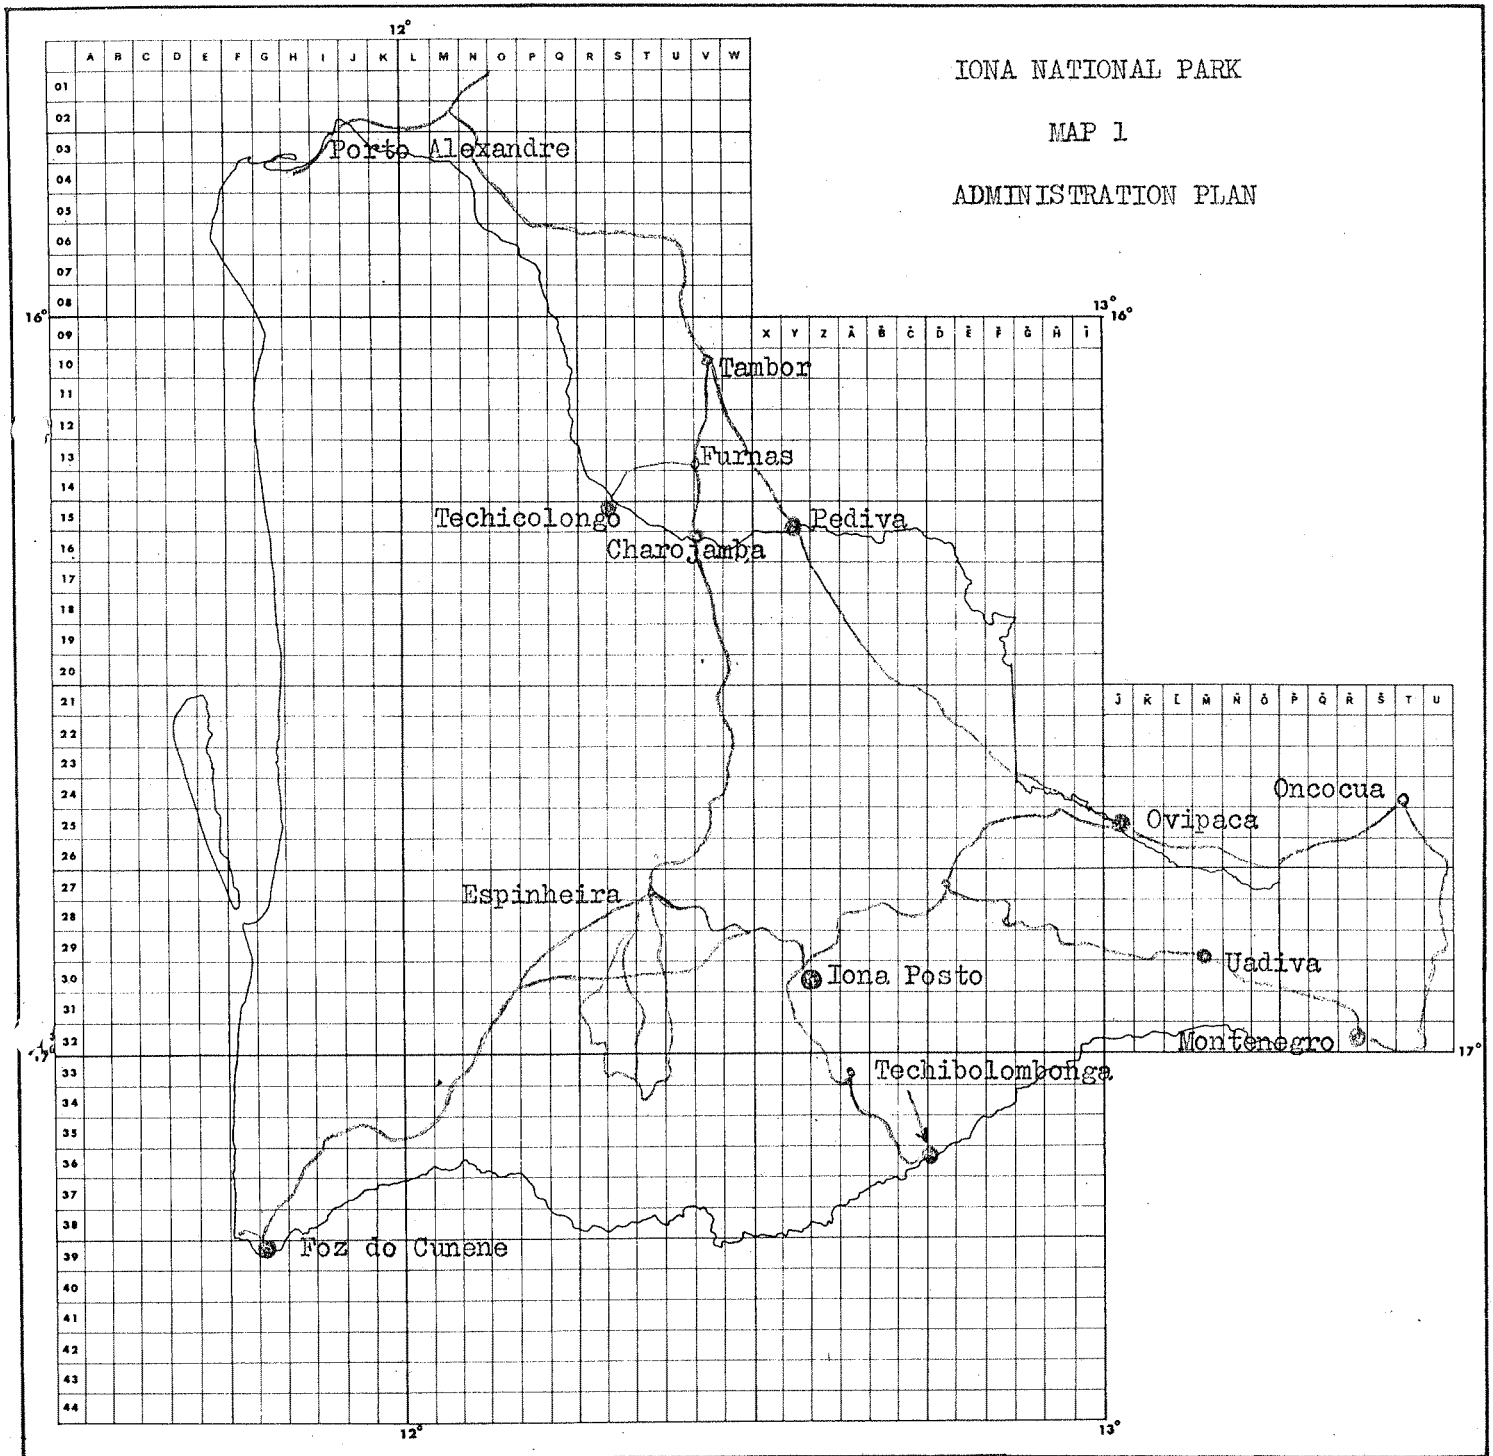 IONA NATIONAL PARK
MAP 1
ADMINISTRATION PLAN
12°
A B C D E F G H I J K L M N O P Q R S T U V W
01
02
03
Porto Alexandre
04
05
06
07
08
16°
13°
16°
09
X Y Z Ā B̄ C̄ D̄ Ē F̄ Ḡ H̄ Ī
10
Tambor
11
12
13
Furnas
14
15
Techicolongo
Pediva
16
Charojamba
17
18
19
20
21
J̄ K̄ L̄ M̄ N̄ Ō P̄ Q̄ R̄ S̄ T U
22
23
24
Oncocua
25
Ovipaca
26
27
Espinheira
28
29
Uadiva
30
Iona Posto
31
32
Montenegro
17°
33
Techibolombonga
34
35
36
37
38
39
Foz do Cunene
40
41
42
43
44
12°
13°